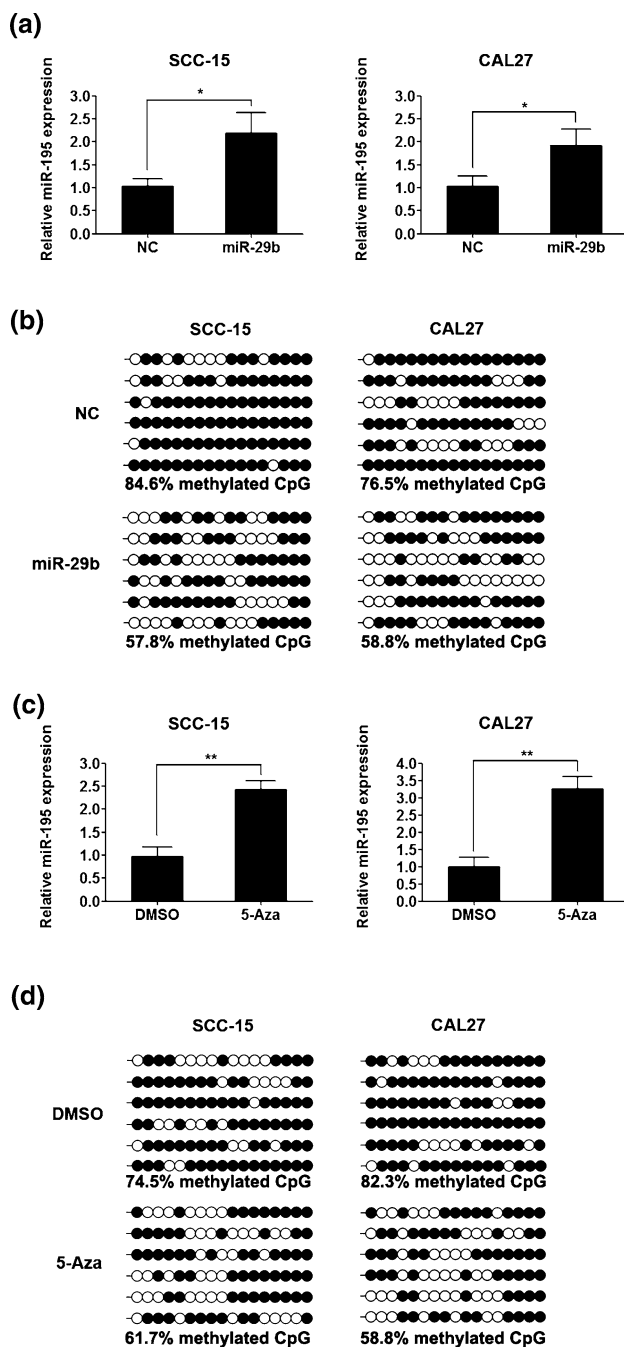 (a)
SCC-15
CAL27
Relative miR-195 expression
3.0
2.5
2.0
1.5
1.0
0.5
0.0
*
NC
miR-29b
Relative miR-195 expression
3.0
2.5
2.0
1.5
1.0
0.5
0.0
*
NC
miR-29b
(b)
SCC-15
CAL27
NC
84.6% methylated CpG
76.5% methylated CpG
miR-29b
57.8% methylated CpG
58.8% methylated CpG
(c)
SCC-15
CAL27
Relative miR-195 expression
3.0
2.5
2.0
1.5
1.0
0.5
0.0
**
DMSO
5-Aza
Relative miR-195 expression
4.0
3.5
3.0
2.5
2.0
1.5
1.0
0.5
0.0
**
DMSO
5-Aza
(d)
SCC-15
CAL27
DMSO
74.5% methylated CpG
82.3% methylated CpG
5-Aza
61.7% methylated CpG
58.8% methylated CpG